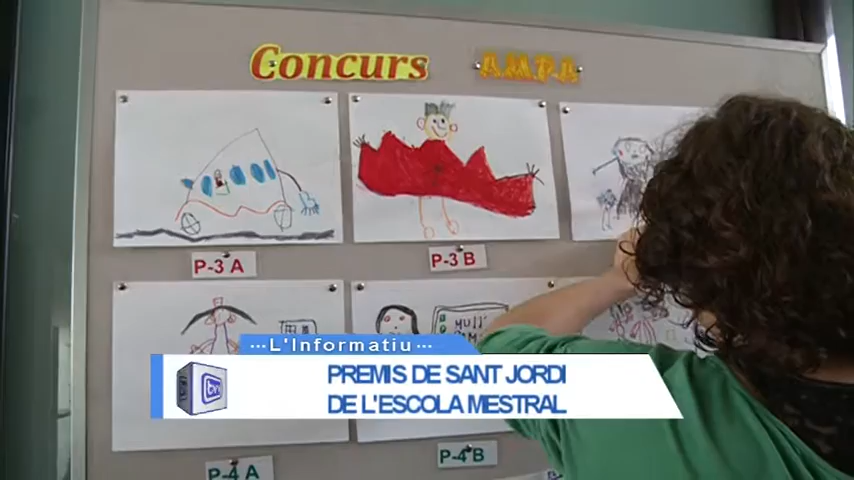 Concurs A.M.P.A
P-3 A
P-3 B
···L'Informatiu···
PREMIS DE SANT JORDI
DE L'ESCOLA MESTRAL
P-4 A
P-4 B